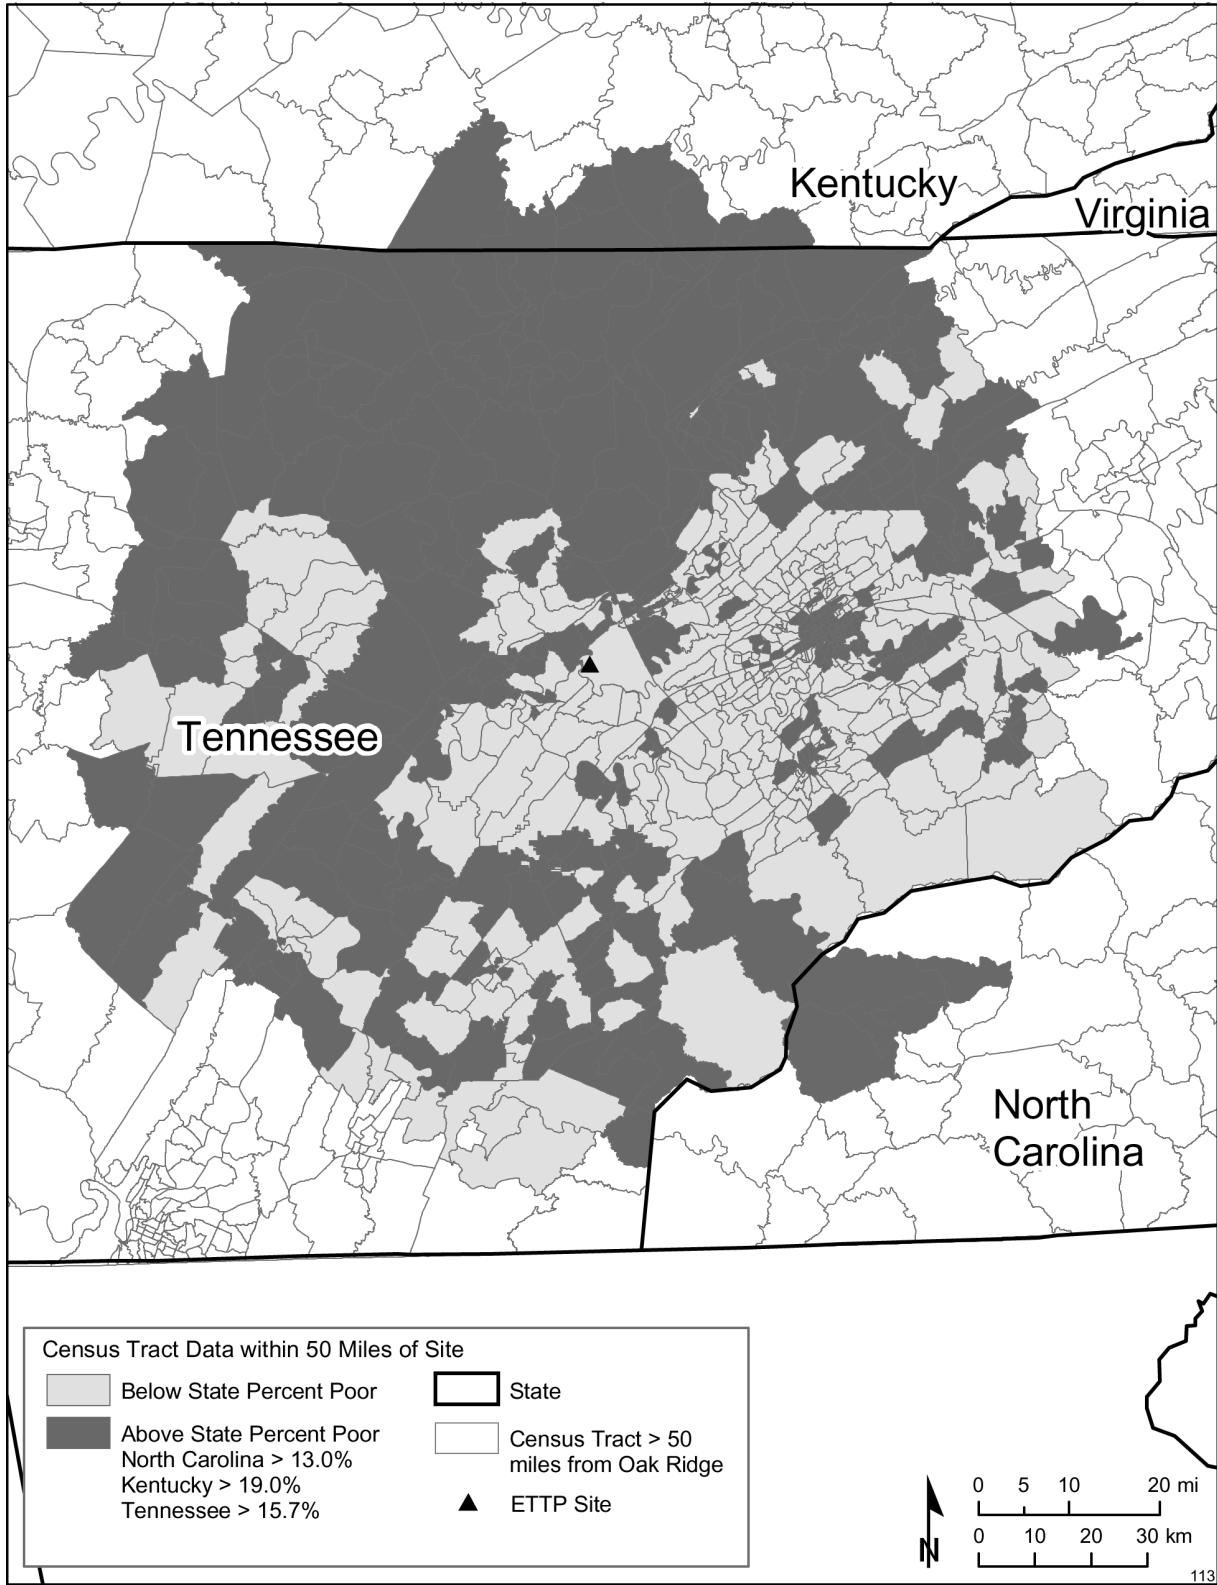 Kentucky
Virginia
Tennessee
North
Carolina
Census Tract Data within 50 Miles of Site
Below State Percent Poor
State
Above State Percent Poor
North Carolina > 13.0%
Kentucky > 19.0%
Tennessee > 15.7%
Census Tract > 50
miles from Oak Ridge
ETTP Site
N
0 5 10 20 mi
0 10 20 30 km
113